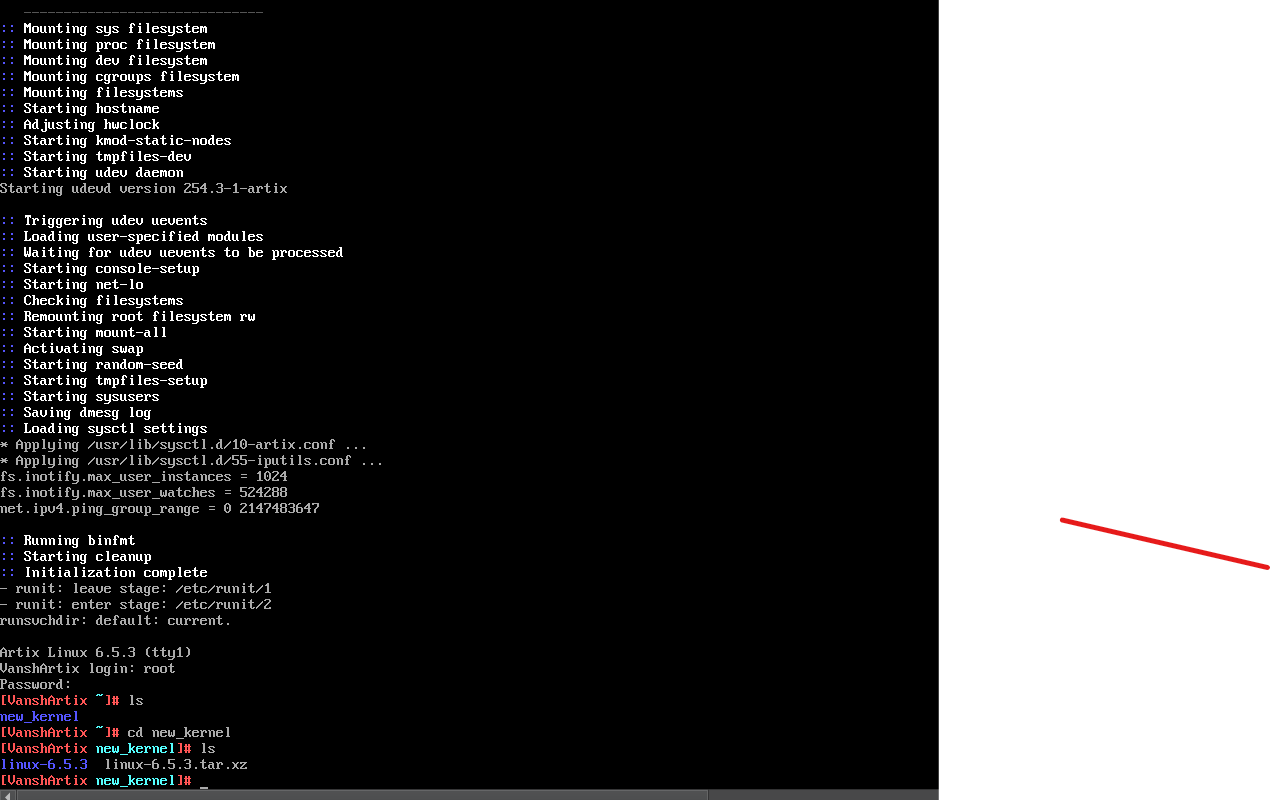 :: Mounting sys filesystem
:: Mounting proc filesystem
:: Mounting dev filesystem
:: Mounting cgroups filesystem
:: Mounting filesystems
:: Starting hostname
:: Adjusting hwclock
:: Starting kmod-static-nodes
:: Starting tmpfiles-dev
:: Starting udev daemon
Starting udevd version 254.3-1-artix
:: Triggering udev uevents
:: Loading user-specified modules
:: Waiting for udev uevents to be processed
:: Starting console-setup
:: Starting net-lo
:: Checking filesystems
:: Remounting root filesystem rw
:: Starting mount-all
:: Activating swap
:: Starting random-seed
:: Starting tmpfiles-setup
:: Starting sysusers
:: Saving dmesg log
:: Loading sysctl settings
* Applying /usr/lib/sysctl.d/10-artix.conf ...
* Applying /usr/lib/sysctl.d/55-iputils.conf ...
fs.inotify.max_user_instances = 1024
fs.inotify.max_user_watches = 524288
net.ipv4.ping_group_range = 0 2147483647
:: Running binfmt
:: Starting cleanup
:: Initialization complete
- runit: leave stage: /etc/runit/1
- runit: enter stage: /etc/runit/2
runsvchdir: default: current.
Artix Linux 6.5.3 (tty1)
VanshArtix login: root
Password:
[VanshArtix ~]# ls
new_kernel
[VanshArtix ~]# cd new_kernel
[VanshArtix new_kernel]# ls
linux-6.5.3  linux-6.5.3.tar.xz
[VanshArtix new_kernel]# _